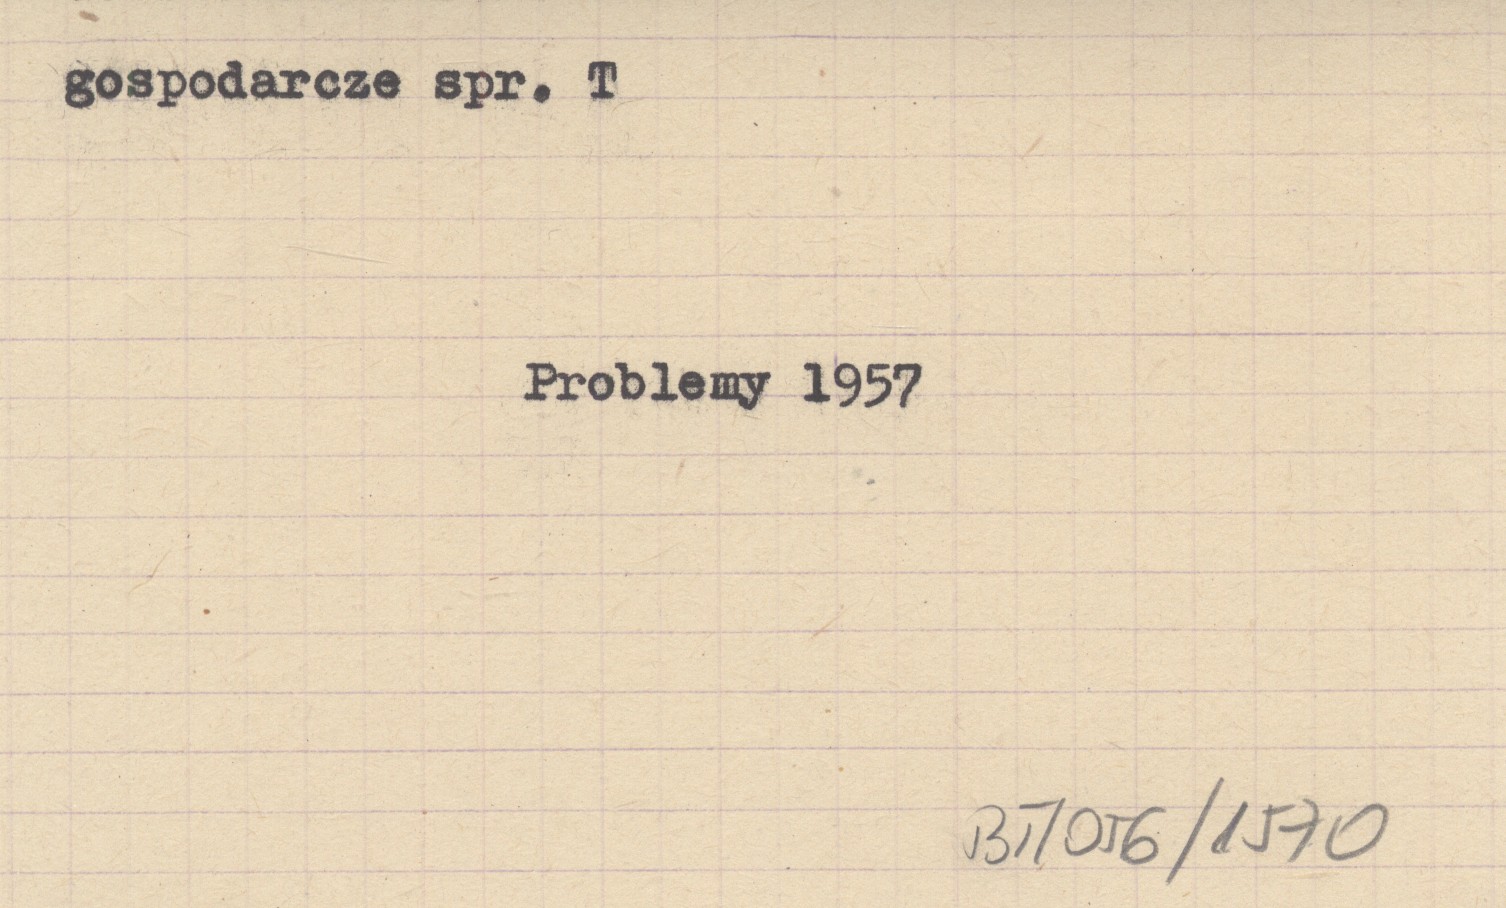 gospodarcze spr. T
Problemy 1957
BT/056/1570